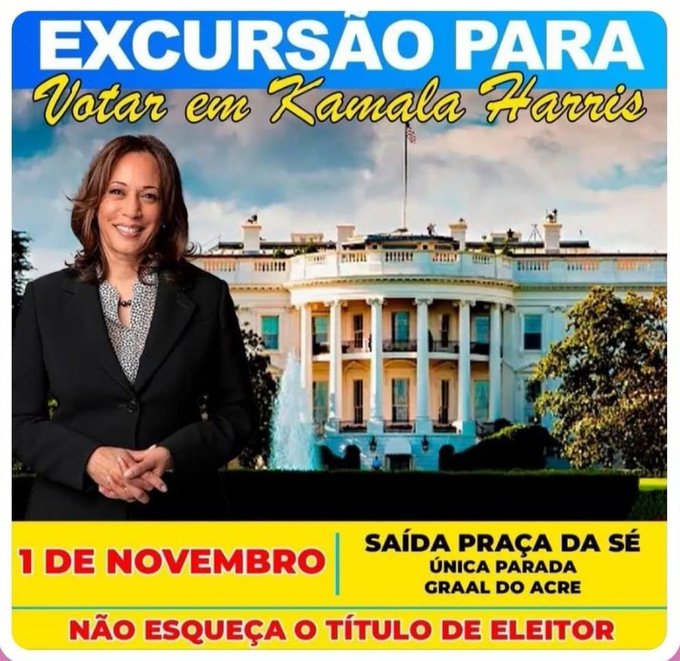 EXCURSÃO PARA
Votar em Kamala Harris
1 DE NOVEMBRO
SAÍDA PRAÇA DA SÉ
ÚNICA PARADA
GRAAL DO ACRE
NÃO ESQUEÇA O TÍTULO DE ELEITOR